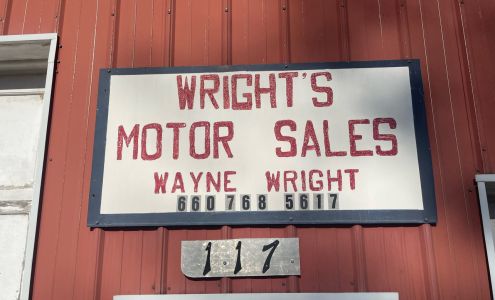 WRIGHT'S
MOTOR SALES
WAYNE WRIGHT
660 768 5617
117